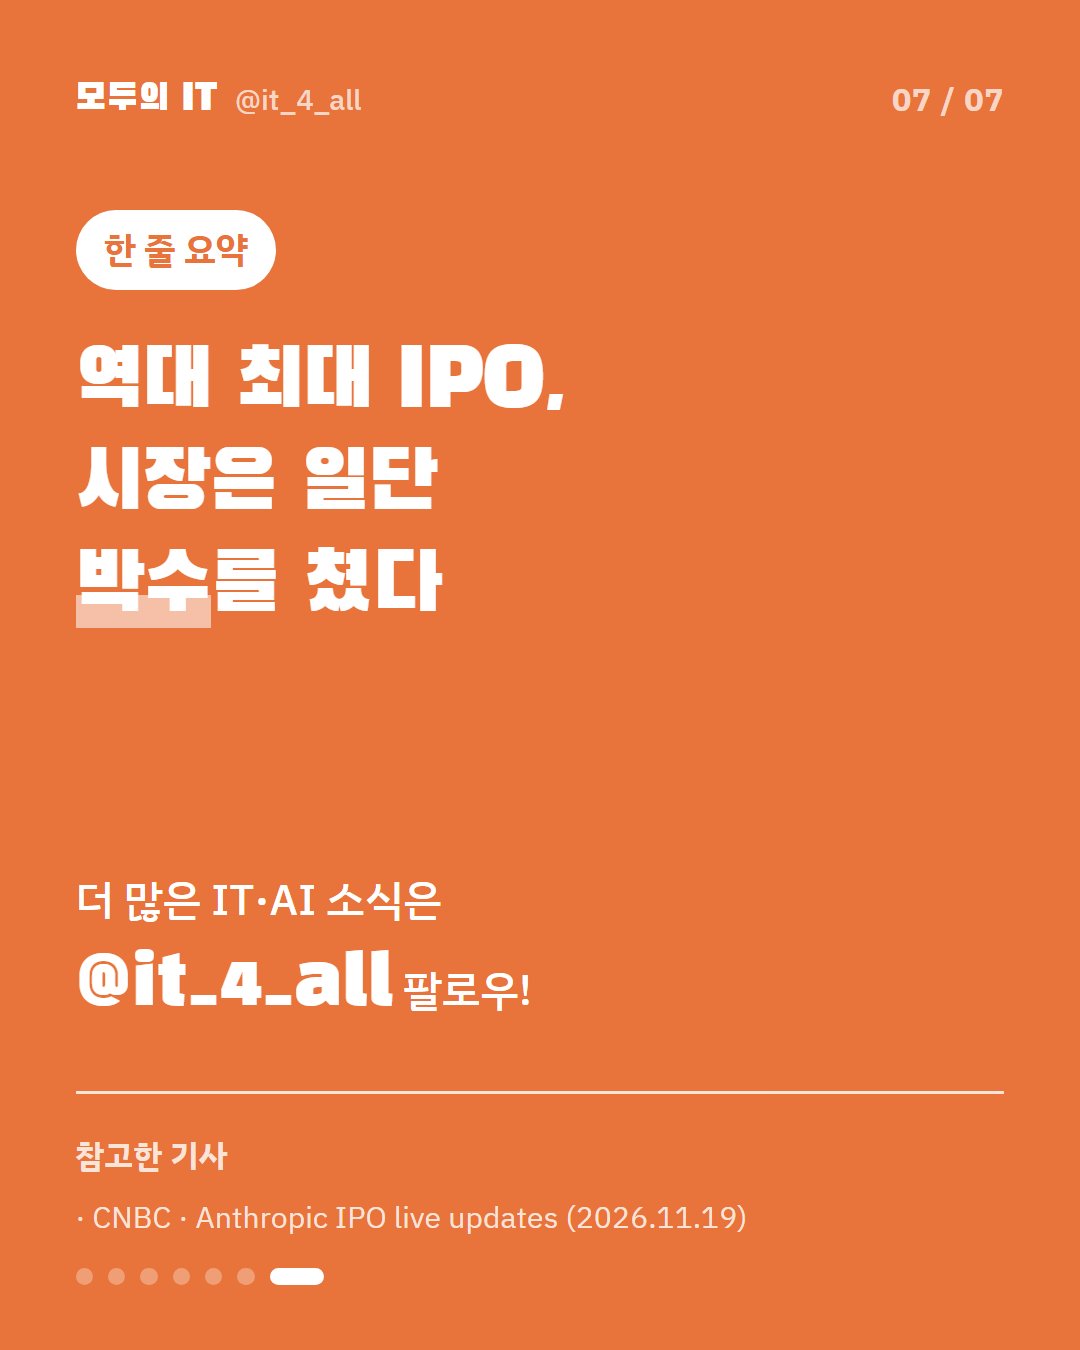 모두의 IT @it_4_all
07 / 07
한 줄 요약
역대 최대 IPO,
시장은 일단
박수를 쳤다
더 많은 IT·AI 소식은
@it_4_all 팔로우!
참고한 기사
· CNBC · Anthropic IPO live updates (2026.11.19)